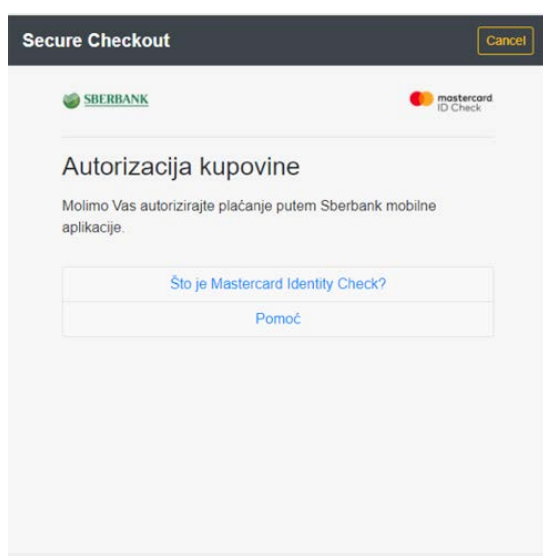 Secure Checkout
Cancel
SBERBANK
mastercard
ID Check
Autorizacija kupovine
Molimo Vas autorizirajte plaćanje putem Sberbank mobilne
aplikacije.
Što je Mastercard Identity Check?
Pomoć